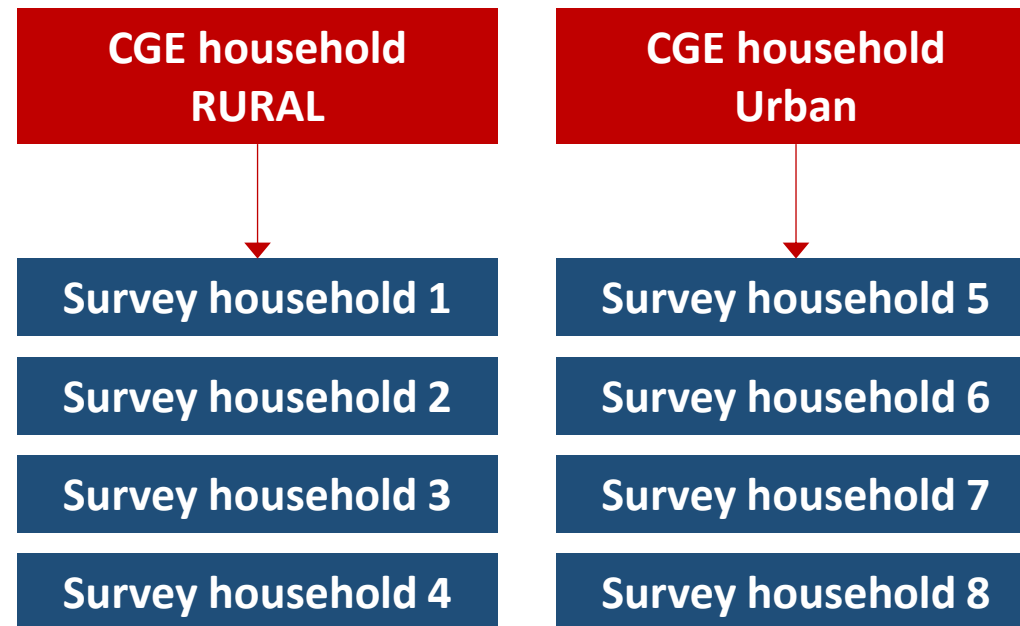 CGE household
RURAL
Survey household 1
Survey household 2
Survey household 3
Survey household 4
CGE household
Urban
Survey household 5
Survey household 6
Survey household 7
Survey household 8